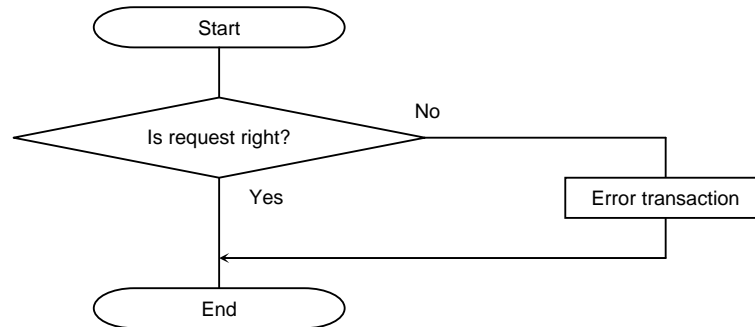 Start
No
Is request right?
Yes
Error transaction
End